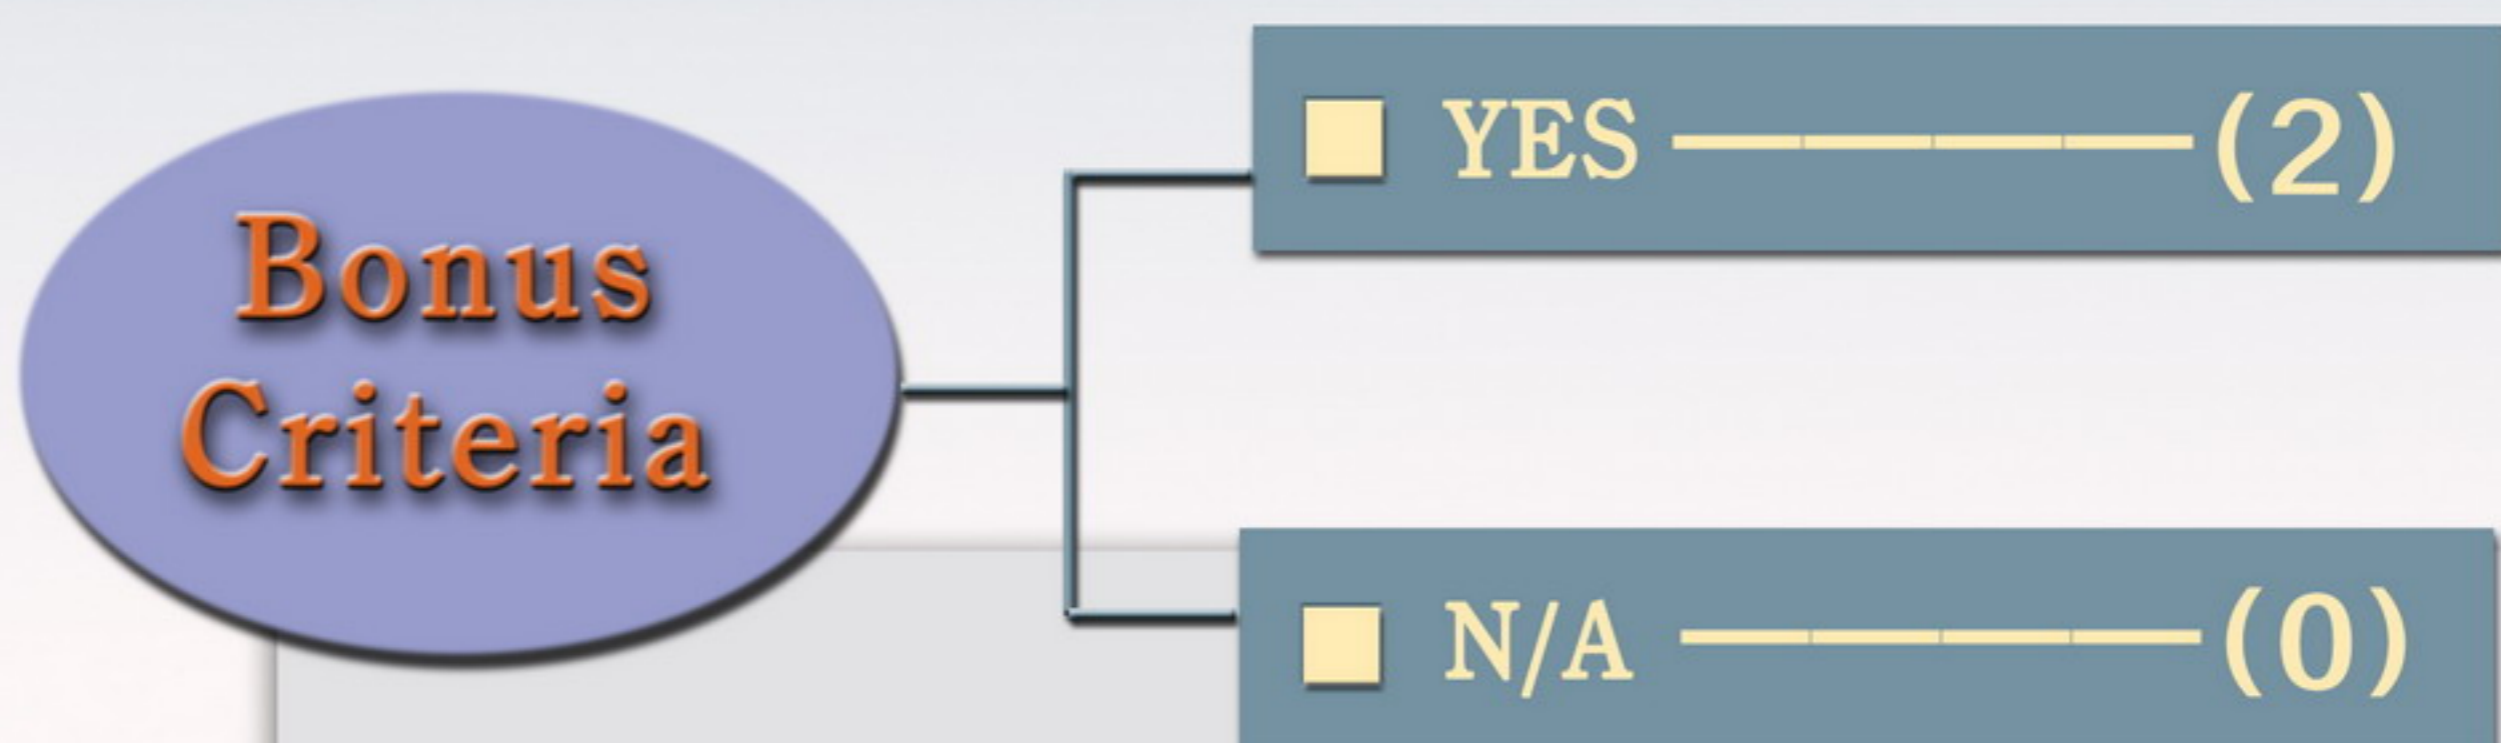 Bonus
Criteria
■ YES ————(2)
■ N/A ————(0)